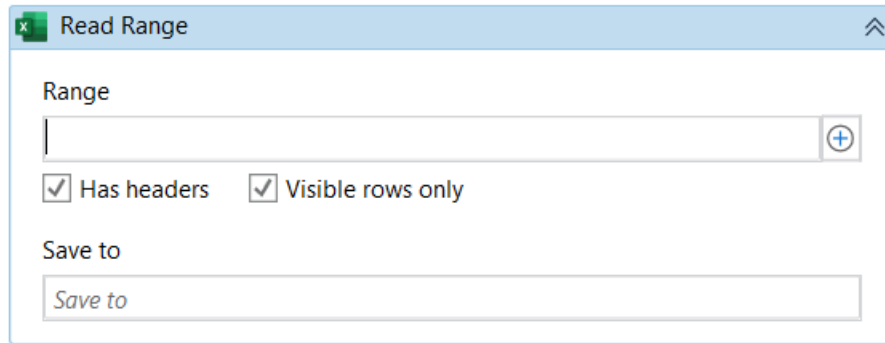 Read Range
Range
Has headers Visible rows only
Save to
Save to